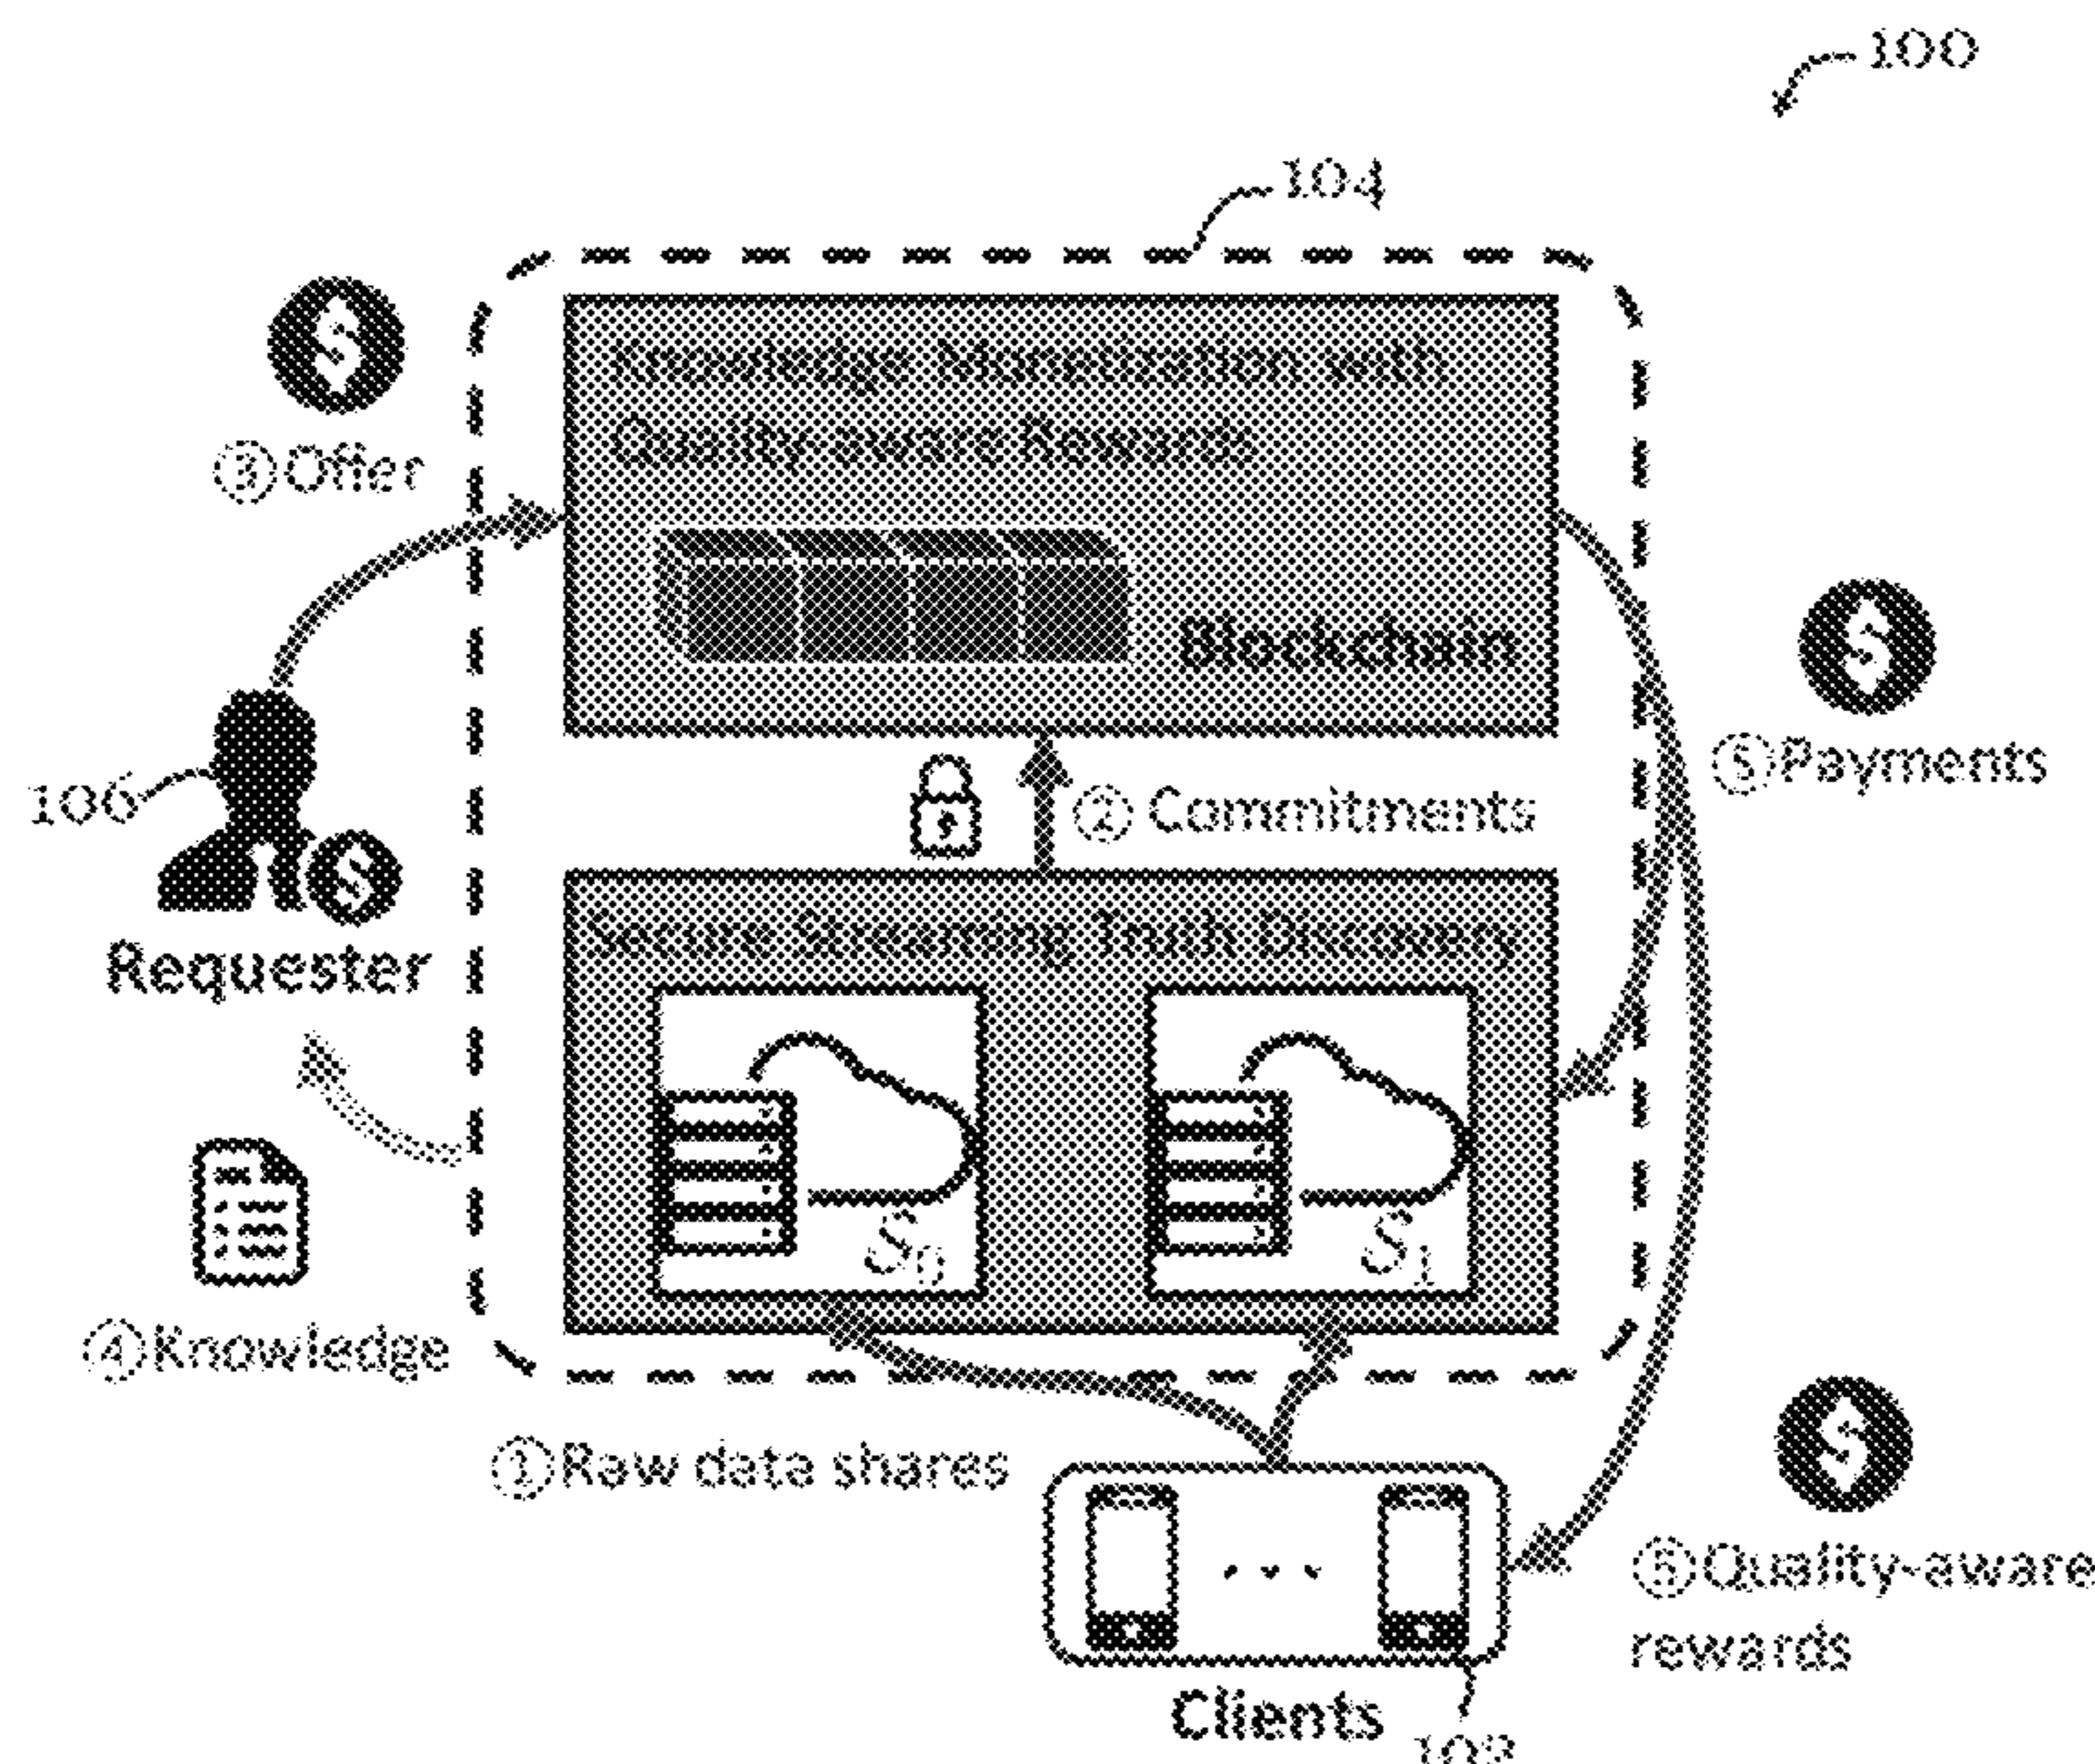 100
104
Knowledge Monetization with
Quality-aware Rewards
③Offer
Blockchain
⑤Payments
106
② Commitments
Requester
Secure Streaming Truth Discovery
S0
S1
④Knowledge
①Raw data shares
Quality-aware
rewards
Clients